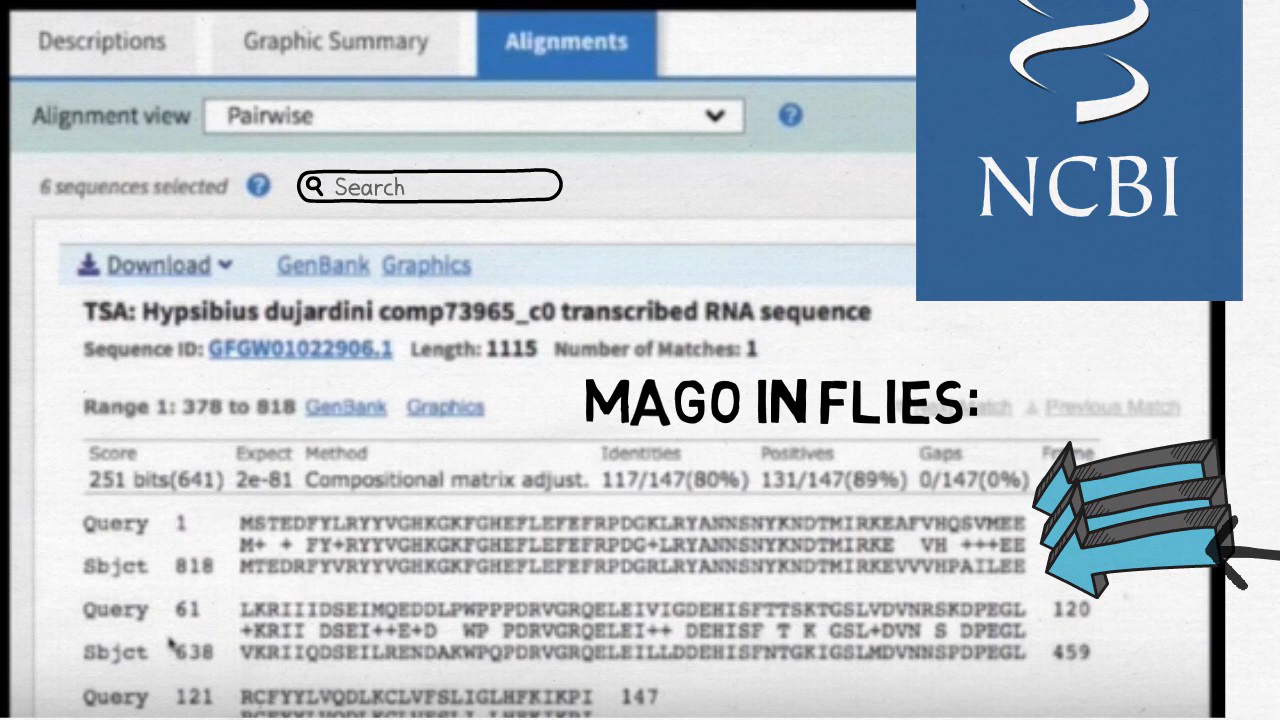 Descriptions Graphic Summary Alignments
Alignment view Pairwise ?
6 sequences selected ? Search
NCBI
Download GenBank Graphics
TSA: Hypsibius dujardini comp73965_c0 transcribed RNA sequence
Sequence ID: GFGW01022906.1 Length: 1115 Number of Matches: 1
MAGO IN FLIES:
Range 1: 378 to 818 GenBank Graphics Previous Match
Score Expect Method Identities Positives Gaps Frame
251 bits(641) 2e-81 Compositional matrix adjust. 117/147(80%) 131/147(89%) 0/147(0%)
Query 1 MSTEDFYLRYYVGHKGKFGHEFLEFEFRPDGKLRYANNSNYKNDTMIRKEAFVHQSVMEE
M+ + FY+RYYVGHKGKFGHEFLEFEFRPDG+LRYANNSNYKNDTMIRKE VH +++EE
Sbjct 818 MTEDRFYVRYYVGHKGKFGHEFLEFEFRPDGRLRYANNSNYKNDTMIRKEVVVHPAILEE
Query 61 LKRIIIDSEIMQEDDLPWPPPDRVGRQELEIVIGDEHISFTTSKTGSLVDVNRSKDPEGL 120
+KRII DSEI++E+D WP PDRVGRQELEI++ DEHISF T K GSL+DVN S DPEGL
Sbjct 638 VKRIIQDSEILRENDAKWPQPDRVGRQELEILLDDEHISFNTGKIGSLMDVNNSPDPEGL 459
Query 121 RCFYYLVQDLKCLVFSLIGLHFKIKPI 147